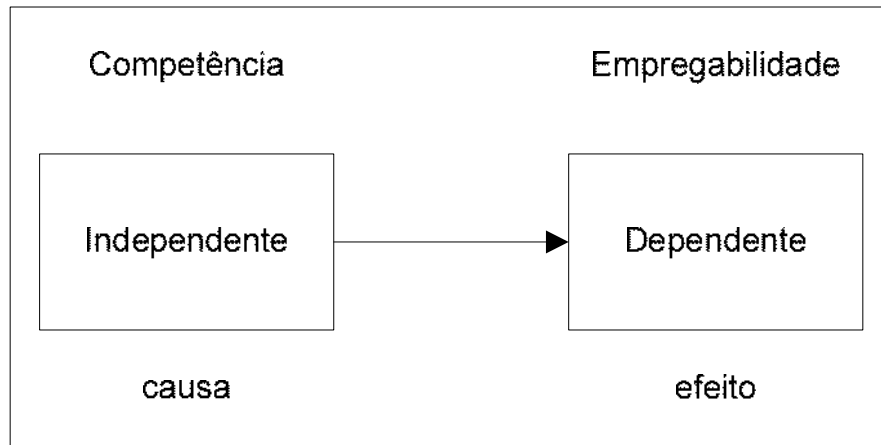 Competência Empregabilidade
Independente Dependente
causa efeito